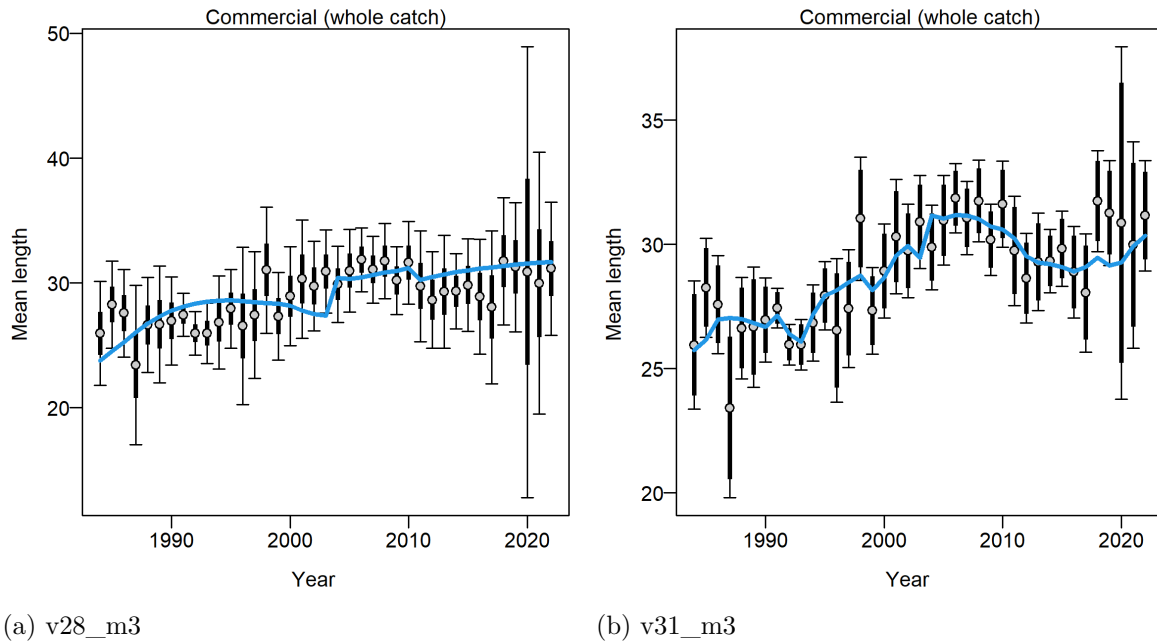 Commercial (whole catch)
50
40
30
20
Mean length
1990 2000 2010 2020
Year
(a) v28_m3
Commercial (whole catch)
35
30
25
20
Mean length
1990 2000 2010 2020
Year
(b) v31_m3